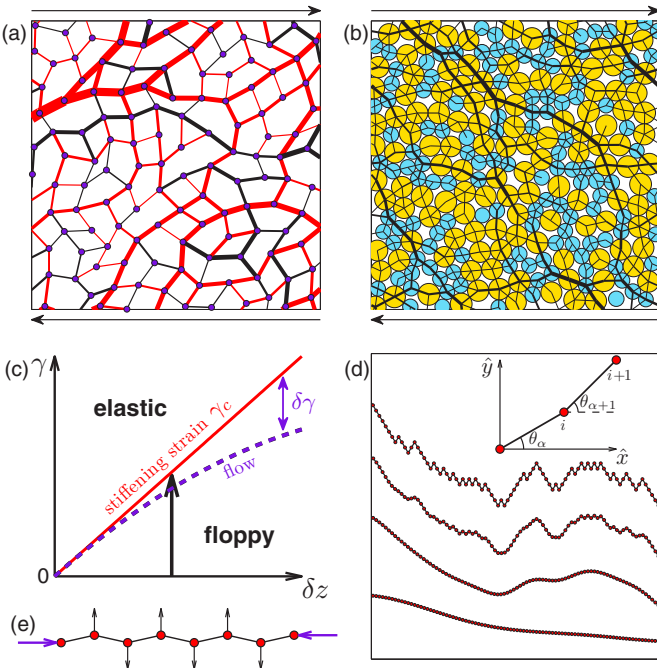 (a)
(b)
(c)
γ
elastic
stiffening strain γc
δγ
flow
floppy
0
δz
(d)
ŷ
i+1
θα+1
i
θα
x̂
(e)